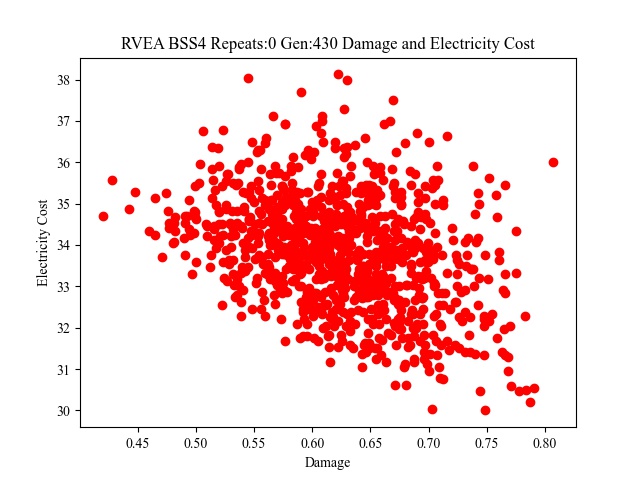 RVEA BSS4 Repeats:0 Gen:430 Damage and Electricity Cost
38
37
36
35
34
33
32
31
30
Electricity Cost
0.45 0.50 0.55 0.60 0.65 0.70 0.75 0.80
Damage